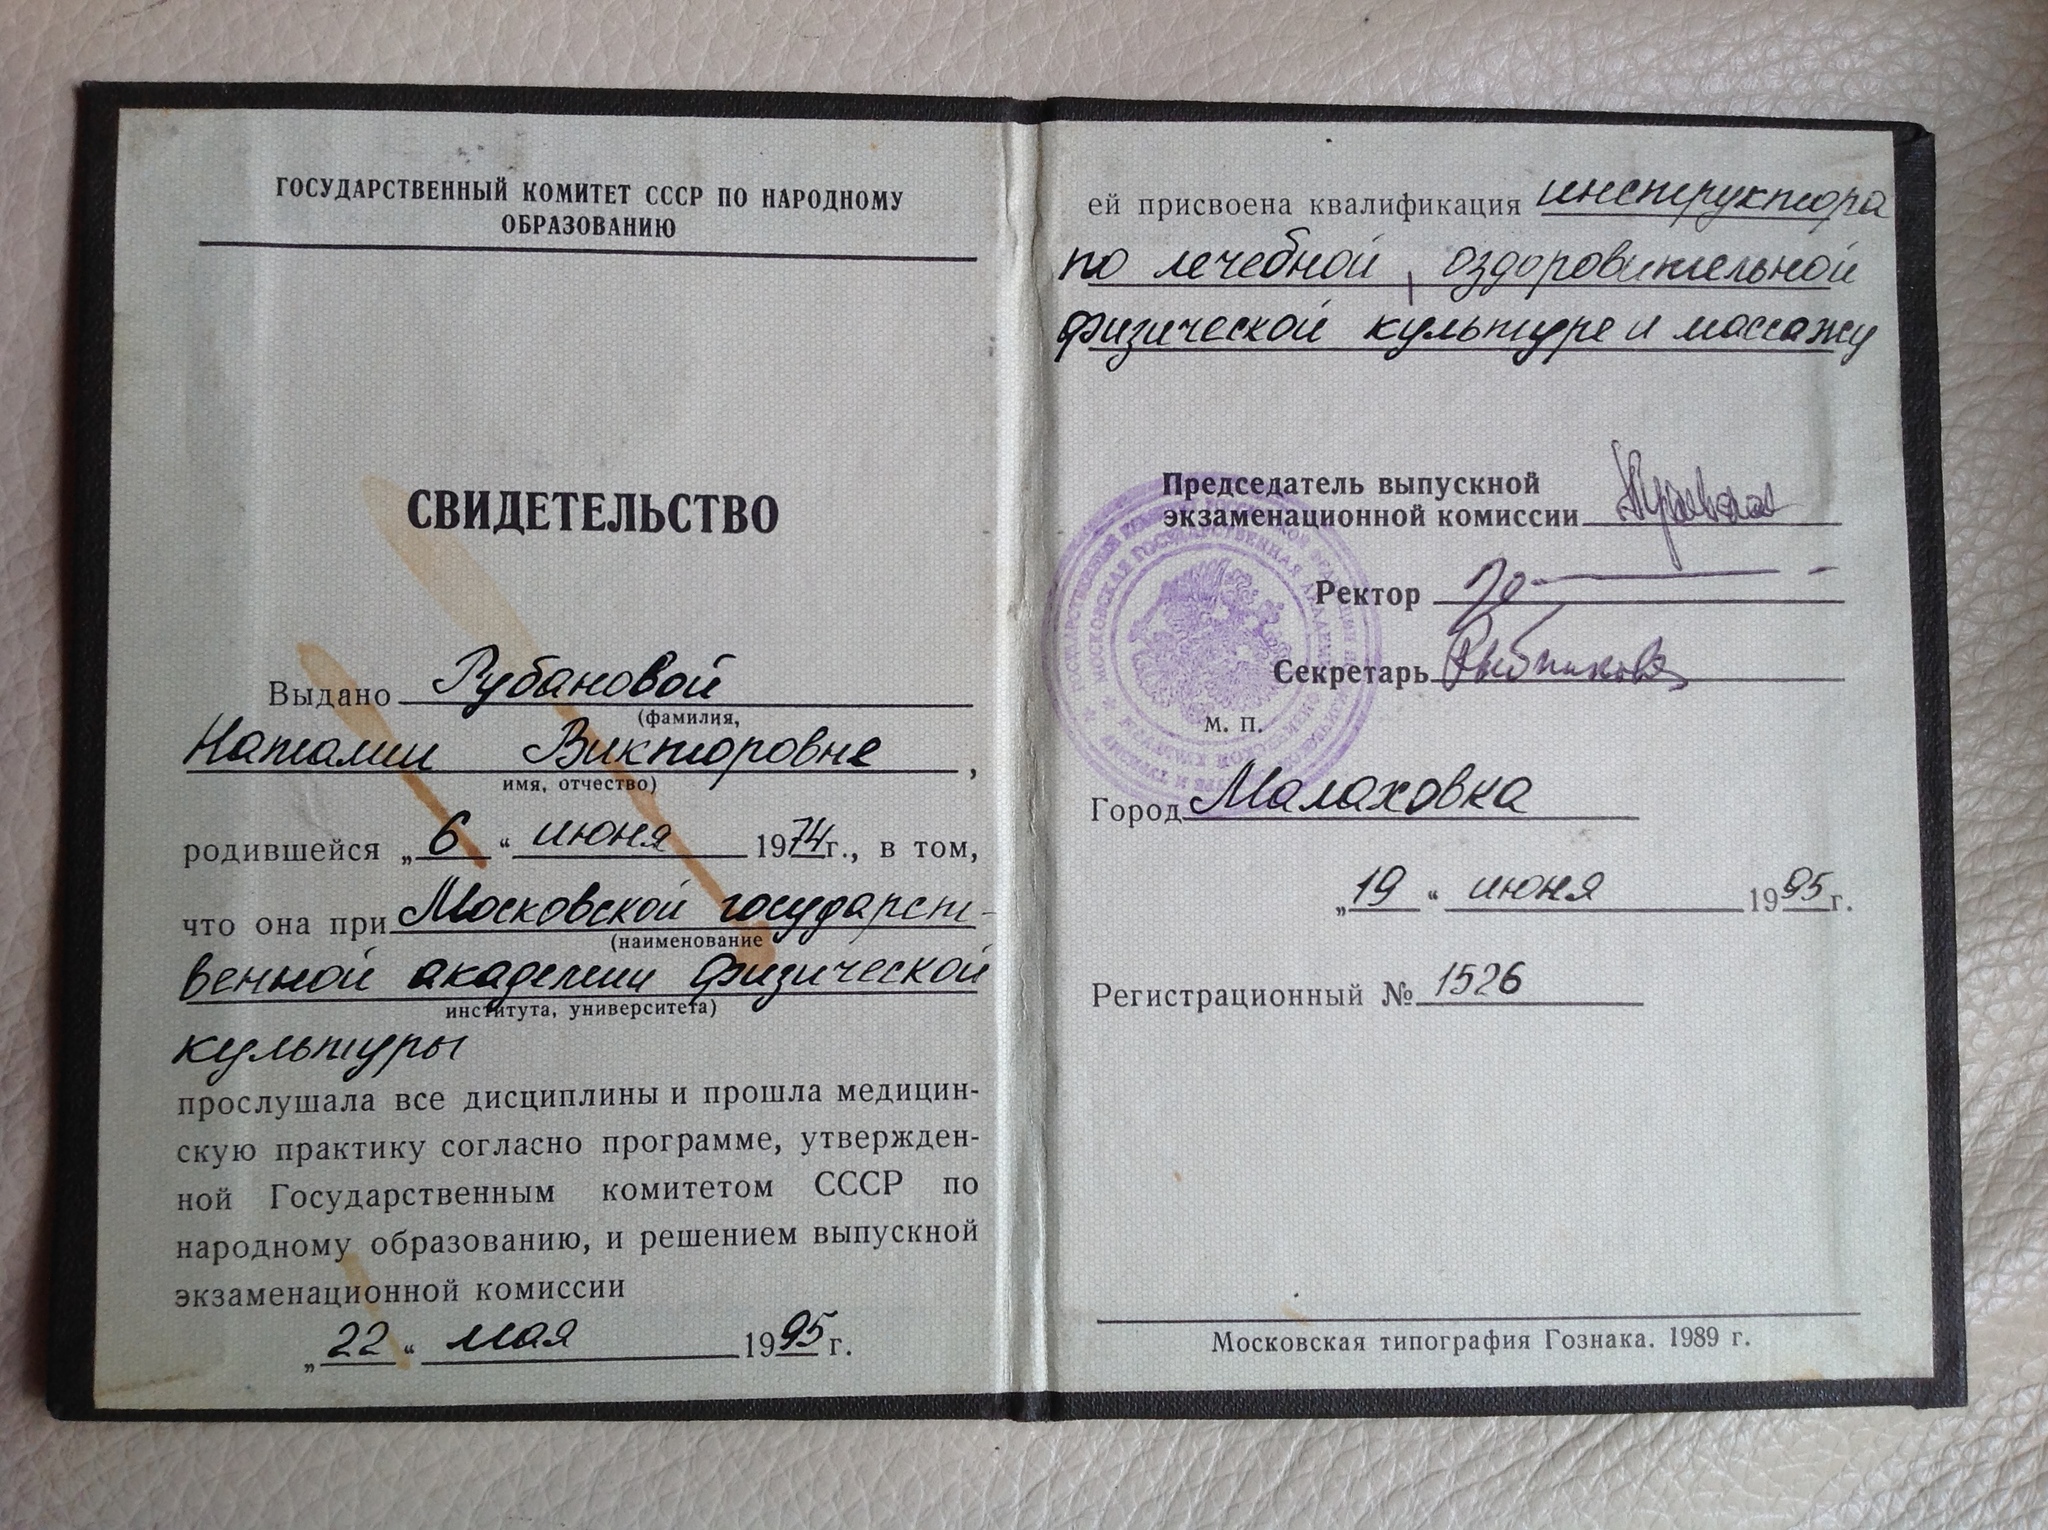 ГОСУДАРСТВЕННЫЙ КОМИТЕТ СССР ПО НАРОДНОМУ
ОБРАЗОВАНИЮ
СВИДЕТЕЛЬСТВО
Выдано Рубановой
(фамилия,
Наталии Викторовне,
имя, отчество)
родившейся „6“ июня 1974г., в том,
что она при Московской государст-
(наименование
венной академии физической
института, университета)
культуры
прослушала все дисциплины и прошла медицин-
скую практику согласно программе, утвержден-
ной Государственным комитетом СССР по
народному образованию, и решением выпускной
экзаменационной комиссии
„22“ мая 1995 г.
ей присвоена квалификация инструктора
по лечебной, оздоровительной
физической культуре и массажу
Председатель выпускной
экзаменационной комиссии
Ректор
Секретарь
М. П.
Город Малаховка
„19“ июня 1995г.
Регистрационный № 1526
Московская типография Гознака. 1989 г.